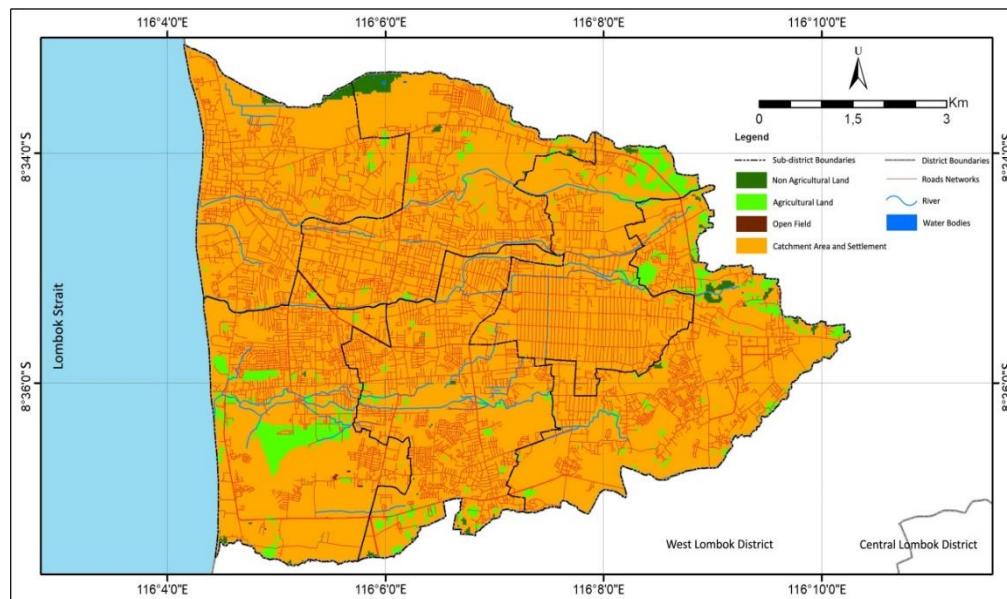 116°4'0"E 116°6'0"E 116°8'0"E 116°10'0"E
U
Km
0 1,5 3
Legend
Sub-district Boundaries
Non Agricultural Land
Agricultural Land
Open Field
Catchment Area and Settlement
District Boundaries
Roads Networks
River
Water Bodies
8°34'0"S
8°34'0"S
Lombok Strait
8°36'0"S
8°36'0"S
West Lombok District
Central Lombok District
116°4'0"E 116°6'0"E 116°8'0"E 116°10'0"E